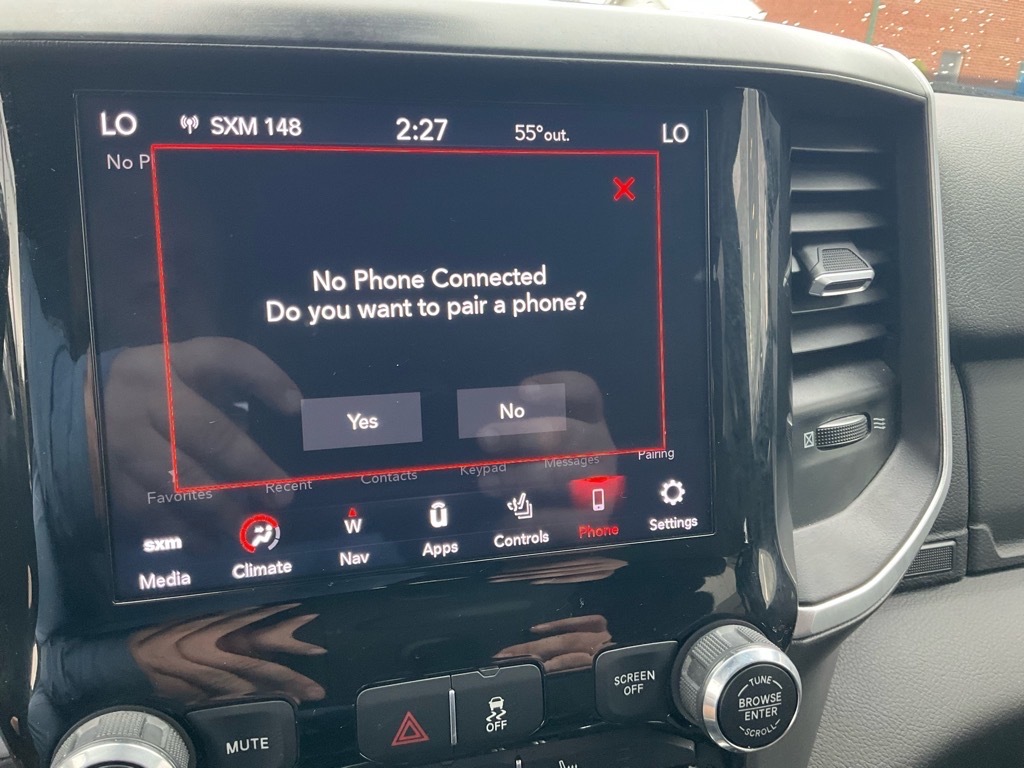 LO SXM 148 2:27 55°out. LO
No P
No Phone Connected
Do you want to pair a phone?
Yes No
Favorites Recent Contacts Keypad Messages Pairing
sxm W u
Media Climate Nav Apps Controls Phone Settings
MUTE OFF SCREEN OFF TUNE
BROWSE
ENTER
SCROLL